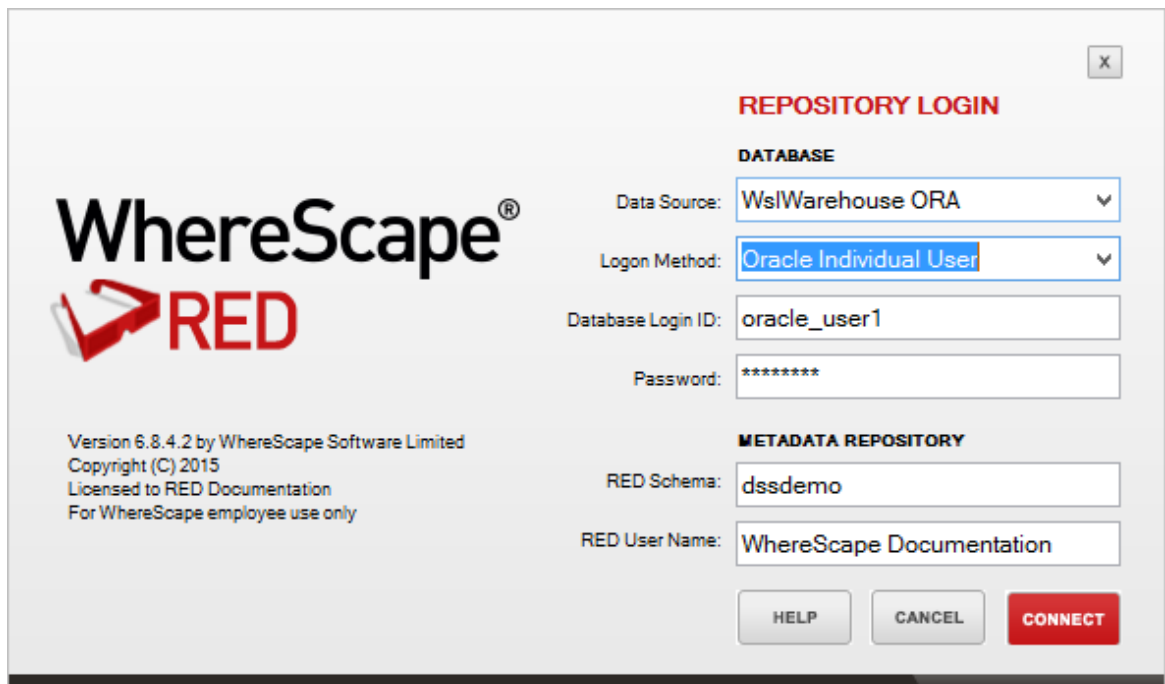 X
REPOSITORY LOGIN
DATABASE
Data Source: WslWarehouse ORA
Logon Method: Oracle Individual User
Database Login ID: oracle_user1
Password: ********
METADATA REPOSITORY
RED Schema: dssdemo
RED User Name: WhereScape Documentation
HELP CANCEL CONNECT
WhereScape®
RED
Version 6.8.4.2 by WhereScape Software Limited
Copyright (C) 2015
Licensed to RED Documentation
For WhereScape employee use only